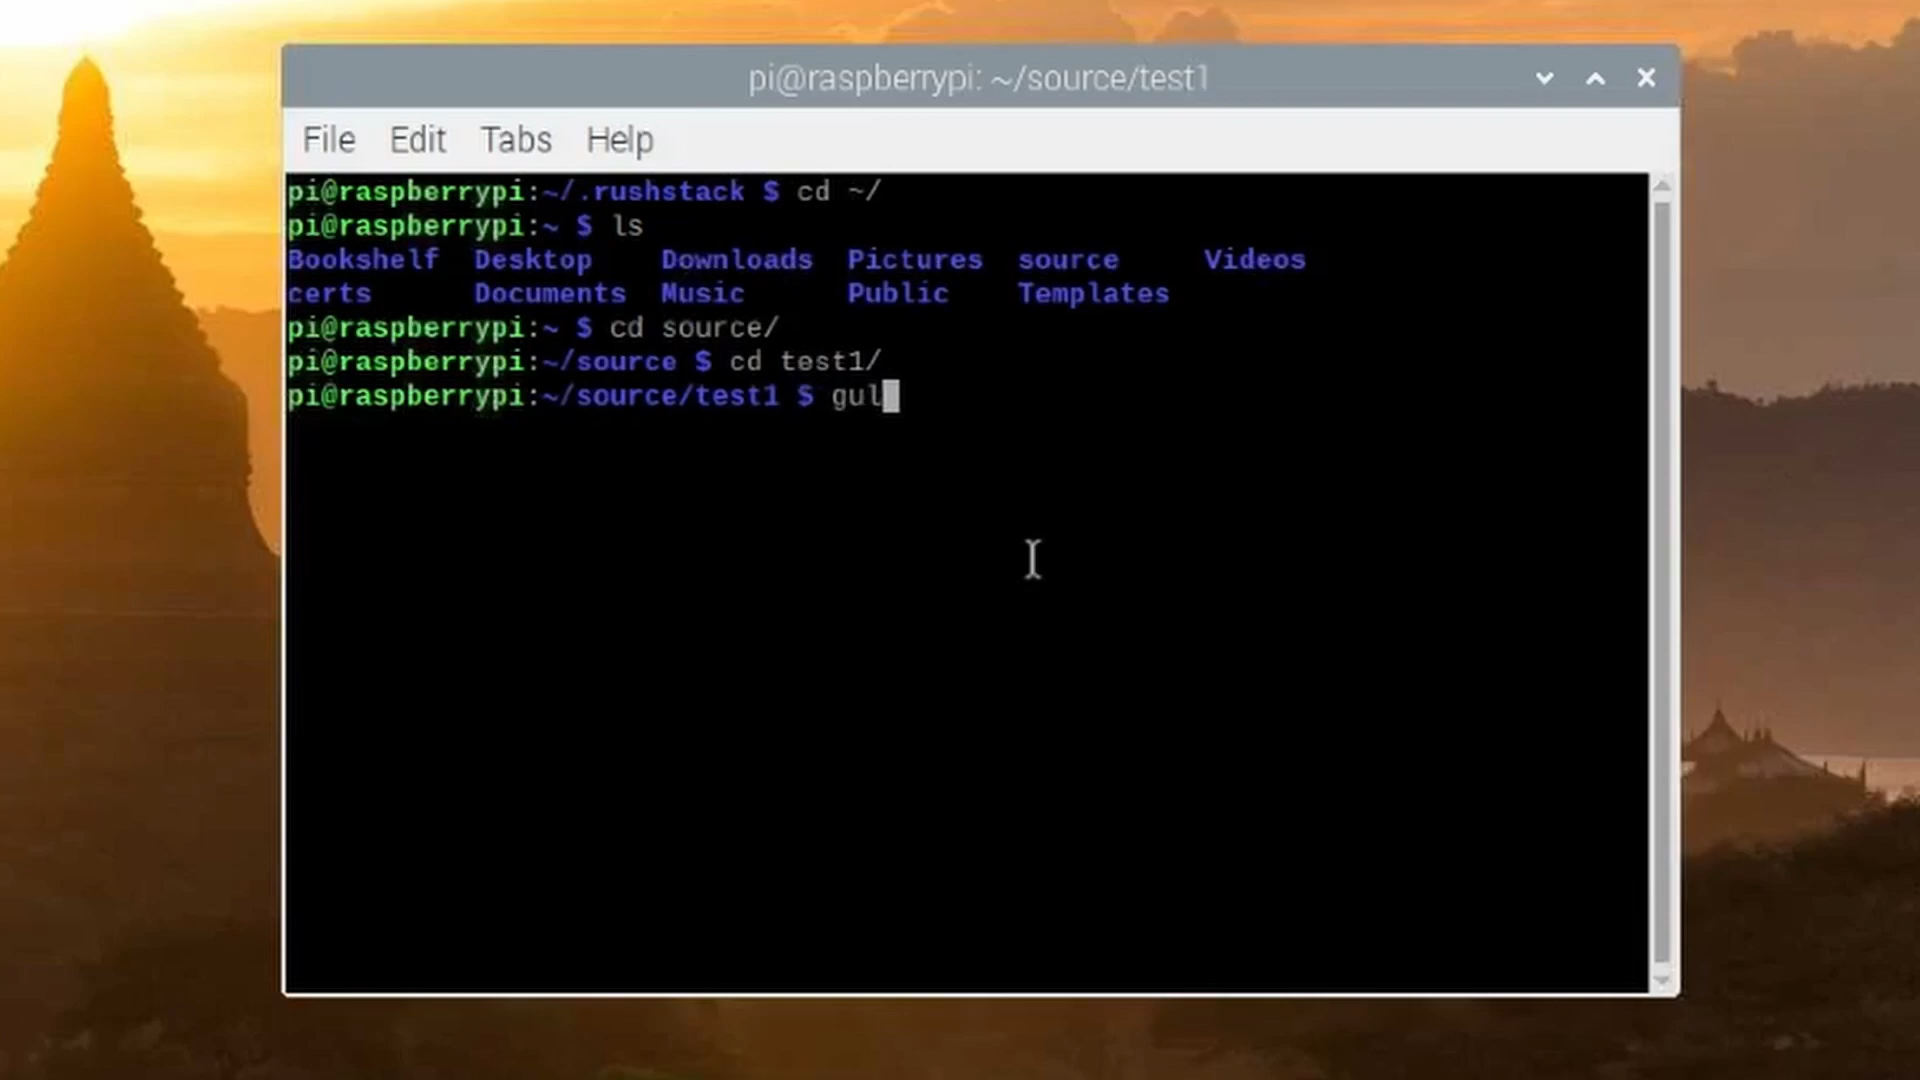 pi@raspberrypi: ~/source/test1
File Edit Tabs Help
pi@raspberrypi:~/.rushstack $ cd ~/
pi@raspberrypi:~ $ ls
Bookshelf Desktop Downloads Pictures source Videos
certs Documents Music Public Templates
pi@raspberrypi:~ $ cd source/
pi@raspberrypi:~/source $ cd test1/
pi@raspberrypi:~/source/test1 $ gul